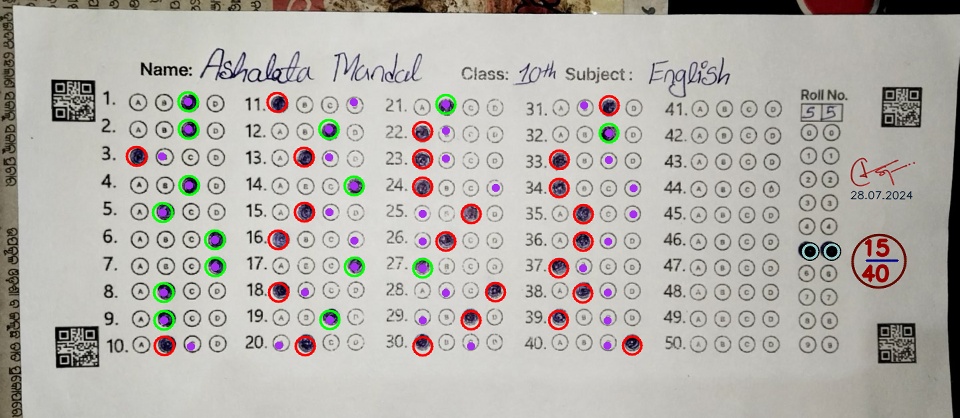 Name: Ashalata Mandal Class: 10th Subject: English
Roll No.
5 5
1. A B C D 11. A B C D 21. A B C D 31. A B C D 41. A B C D
2. A B C D 12. A B C D 22. A B C D 32. A B C D 42. A B C D
3. A B C D 13. A B C D 23. A B C D 33. A B C D 43. A B C D
4. A B C D 14. A B C D 24. A B C D 34. A B C D 44. A B C D
5. A B C D 15. A B C D 25. A B C D 35. A B C D 45. A B C D
6. A B C D 16. A B C D 26. A B C D 36. A B C D 46. A B C D
7. A B C D 17. A B C D 27. A B C D 37. A B C D 47. A B C D
8. A B C D 18. A B C D 28. A B C D 38. A B C D 48. A B C D
9. A B C D 19. A B C D 29. A B C D 39. A B C D 49. A B C D
10. A B C D 20. A B C D 30. A B C D 40. A B C D 50. A B C D
0 0
1 1
2 2
3 3
4 4
6 6
7 7
8 8
9 9
28.07.2024
15
40